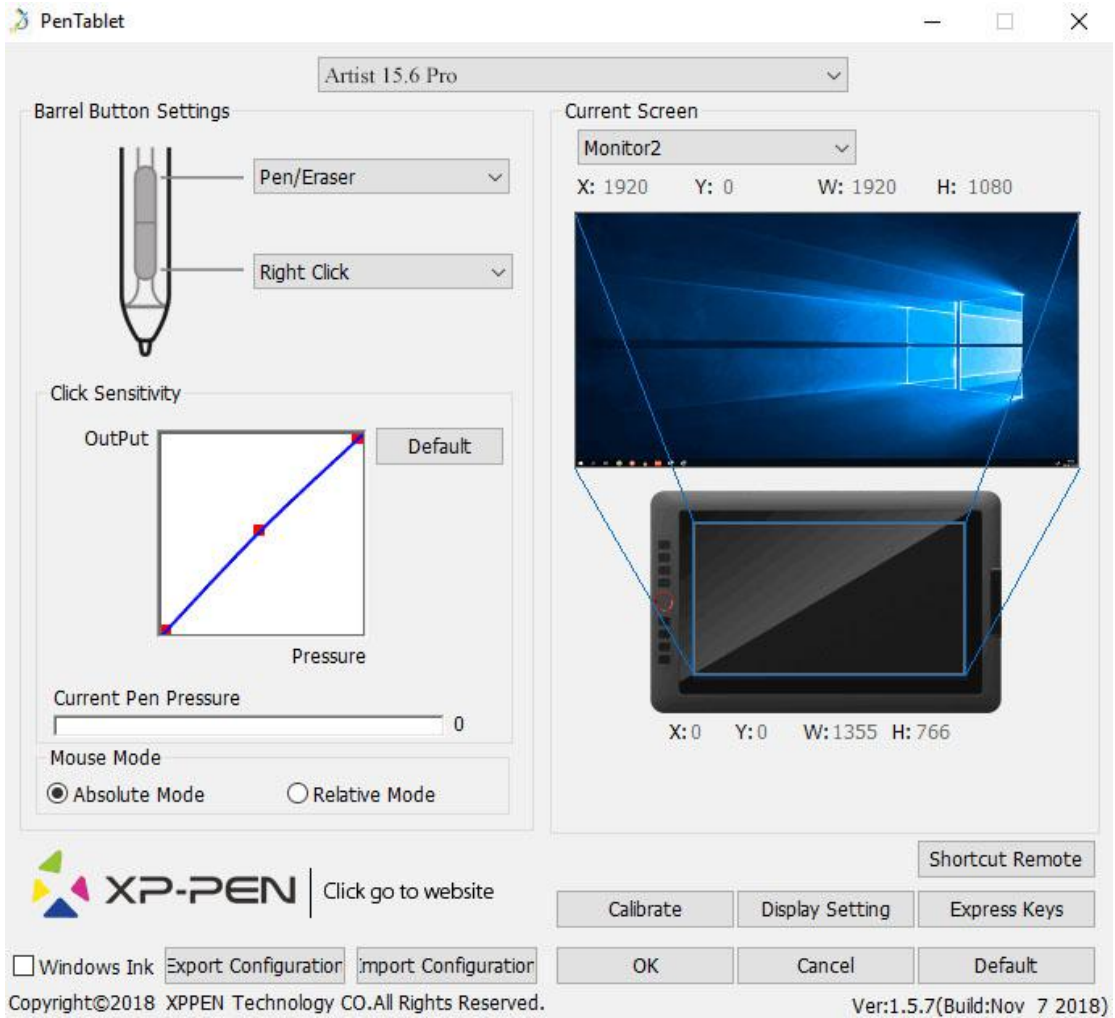 PenTablet
Artist 15.6 Pro
Barrel Button Settings
Pen/Eraser
Right Click
Click Sensitivity
OutPut
Default
Pressure
Current Pen Pressure
0
Mouse Mode
Absolute Mode Relative Mode
Current Screen
Monitor2
X: 1920 Y: 0 W: 1920 H: 1080
X: 0 Y: 0 W: 1355 H: 766
XP-PEN Click go to website
Shortcut Remote
Calibrate Display Setting Express Keys
Windows Ink Export Configuration Import Configuration OK Cancel Default
Copyright©2018 XPPEN Technology CO.All Rights Reserved. Ver:1.5.7(Build:Nov 7 2018)